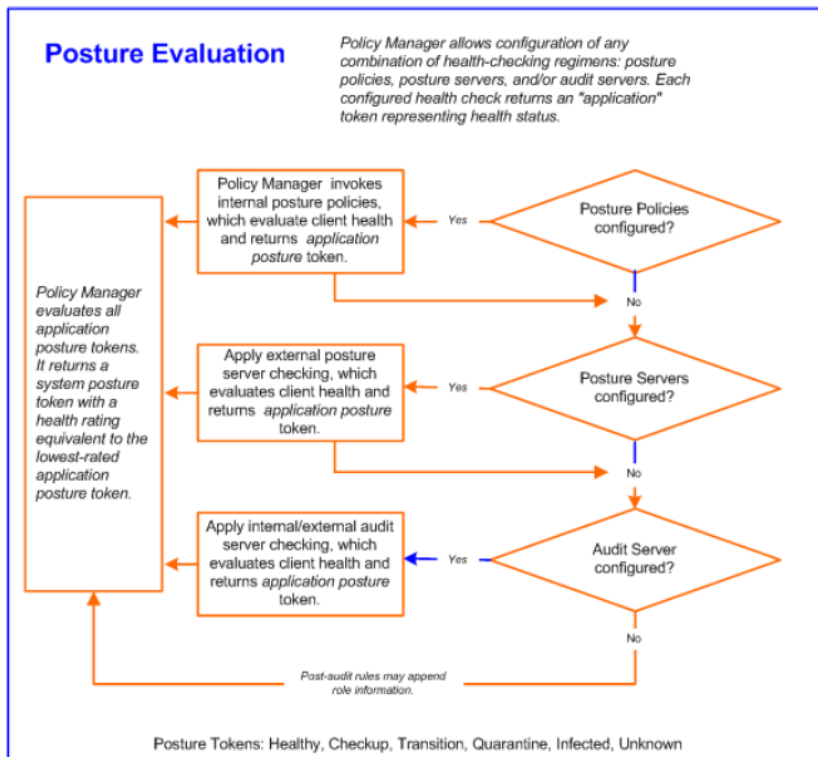 Posture Evaluation
Policy Manager allows configuration of any
combination of health-checking regimens: posture
policies, posture servers, and/or audit servers. Each
configured health check returns an "application"
token representing health status.
Policy Manager invokes
internal posture policies,
which evaluate client health
and returns application
posture token.
Yes
Posture Policies
configured?
No
Policy Manager
evaluates all
application
posture tokens.
It returns a
system posture
token with a
health rating
equivalent to the
lowest-rated
application
posture token.
Apply external posture
server checking, which
evaluates client health and
returns application posture
token.
Yes
Posture Servers
configured?
No
Apply internal/external audit
server checking, which
evaluates client health and
returns application posture
token.
Yes
Audit Server
configured?
No
Post-audit rules may append
role information.
Posture Tokens: Healthy, Checkup, Transition, Quarantine, Infected, Unknown